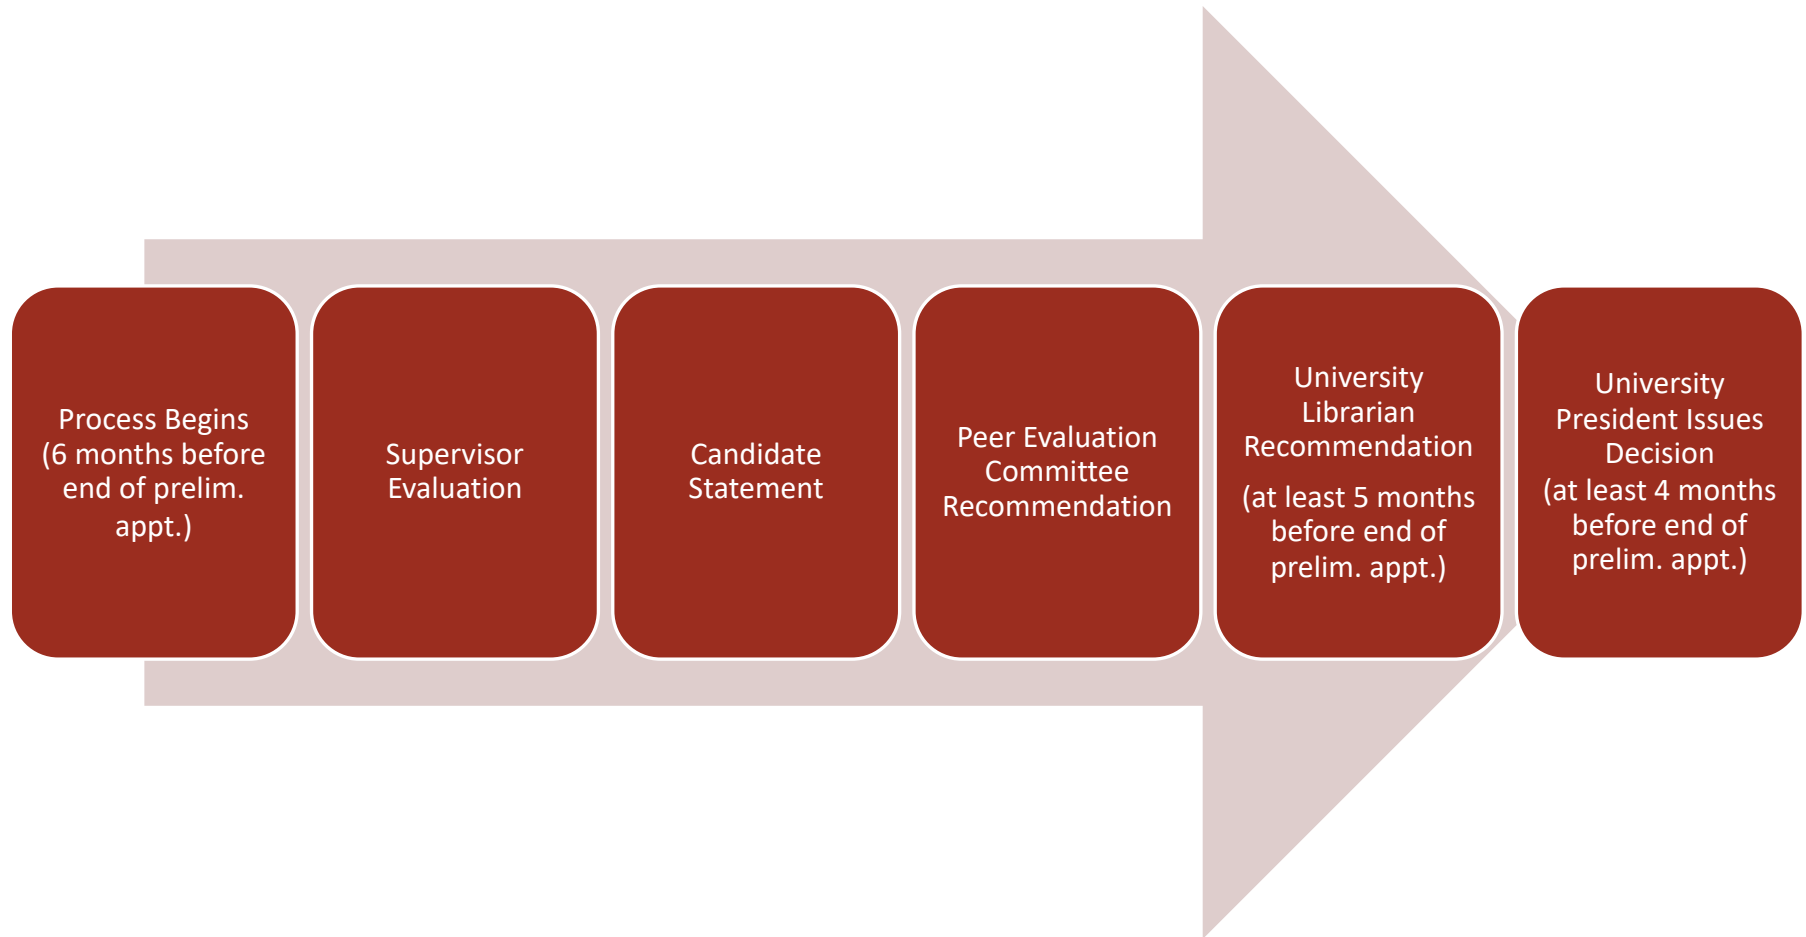 Process Begins
(6 months before
end of prelim.
appt.)
Supervisor
Evaluation
Candidate
Statement
Peer Evaluation
Committee
Recommendation
University
Librarian
Recommendation
(at least 5 months
before end of
prelim. appt.)
University
President Issues
Decision
(at least 4 months
before end of
prelim. appt.)